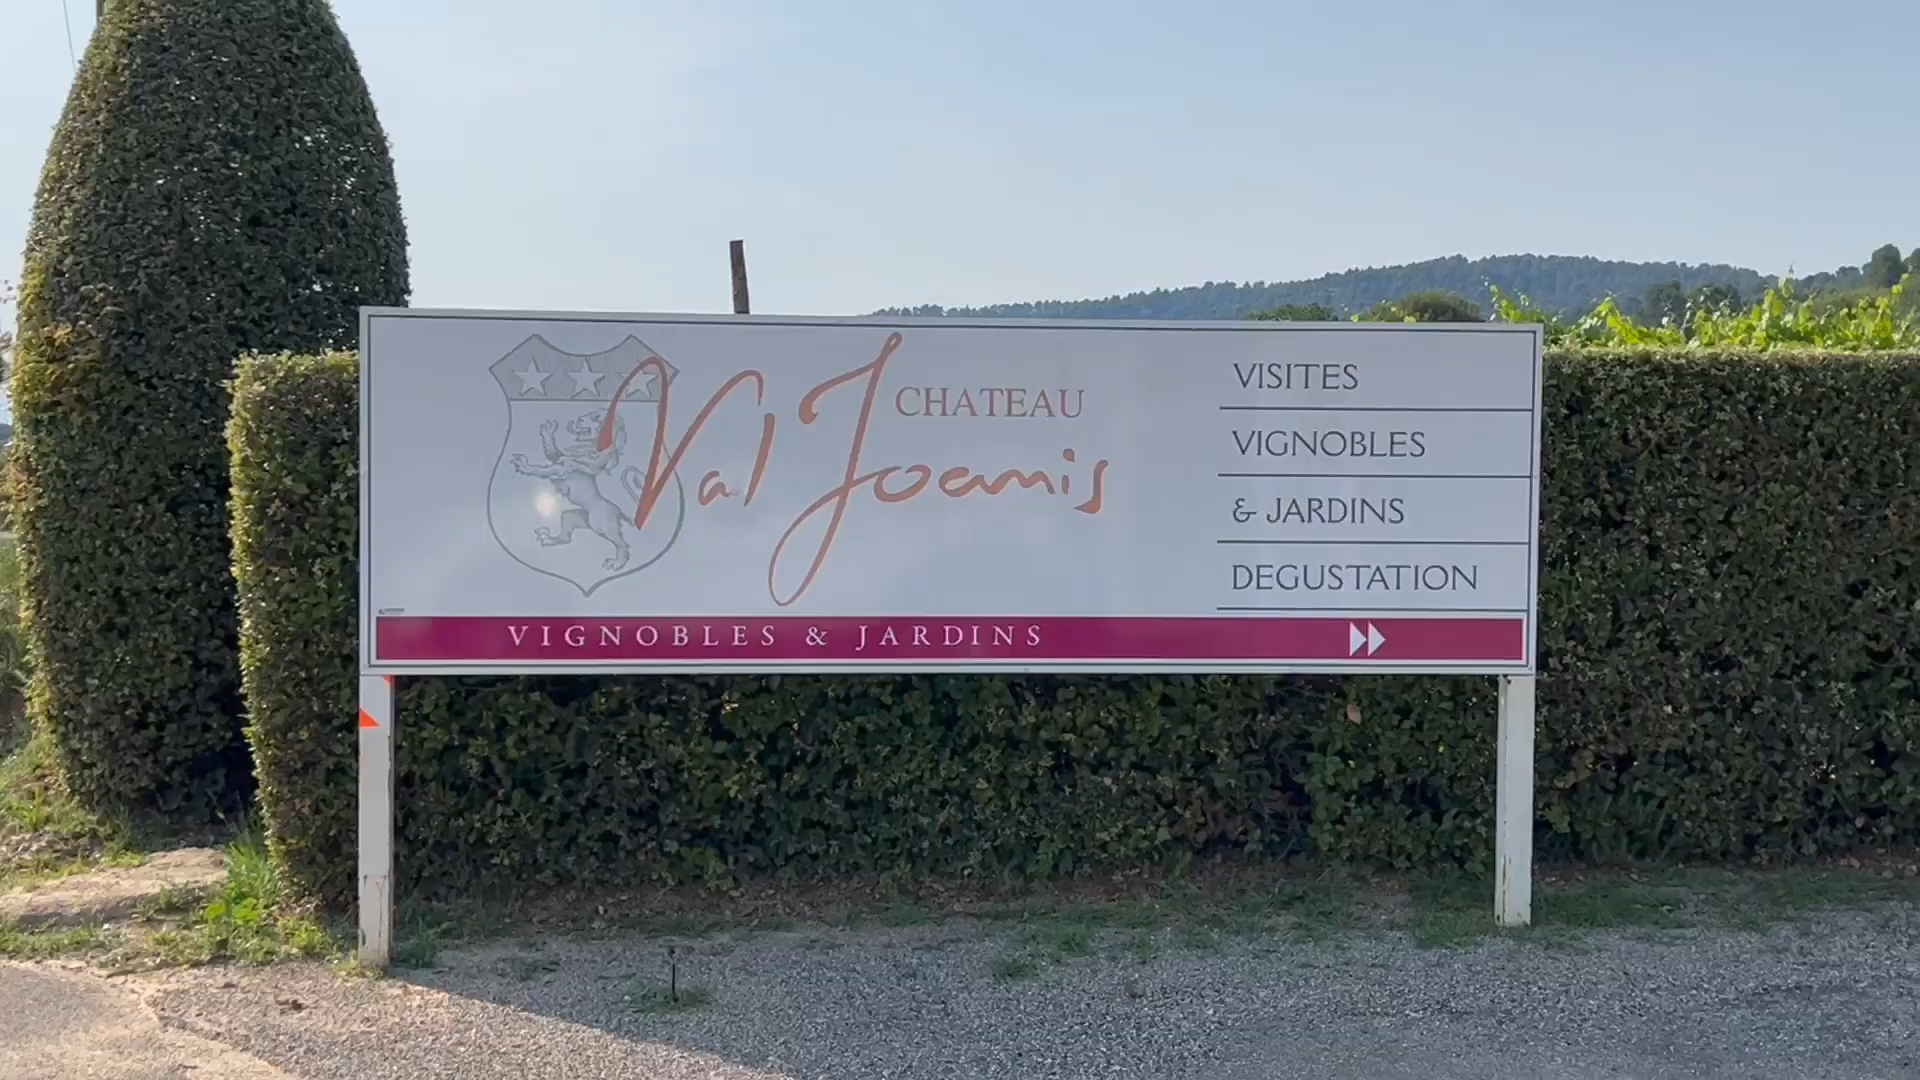 CHATEAU
Val Joanis
VISITES
VIGNOBLES
& JARDINS
DEGUSTATION
VIGNOBLES & JARDINS